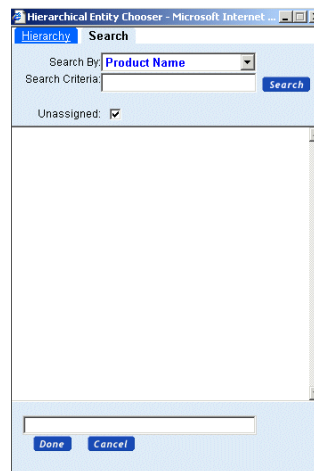 Hierarchical Entity Chooser - Microsoft Internet ...
Hierarchy Search
Search By: Product Name
Search Criteria:
Search
Unassigned:
Done Cancel